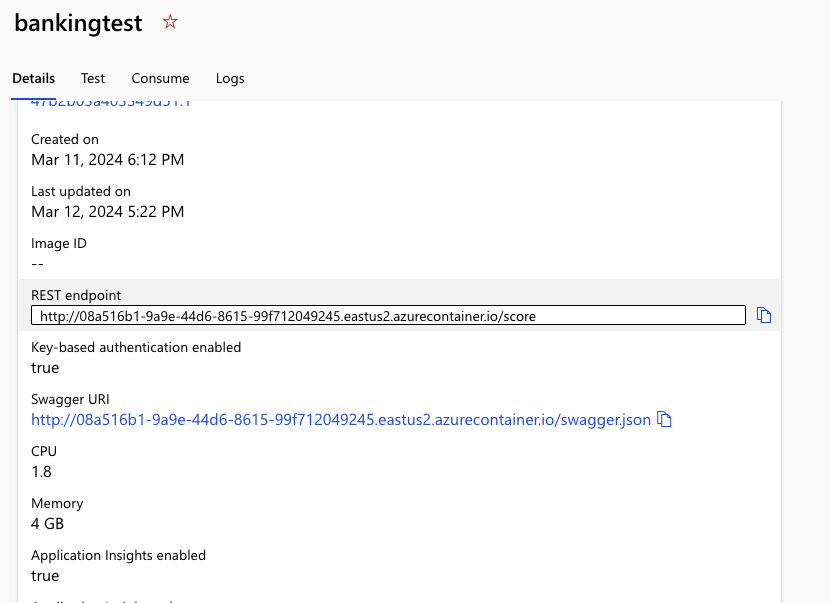 bankingtest
Details Test Consume Logs
Created on
Mar 11, 2024 6:12 PM
Last updated on
Mar 12, 2024 5:22 PM
Image ID
--
REST endpoint
http://08a516b1-9a9e-44d6-8615-99f712049245.eastus2.azurecontainer.io/score
Key-based authentication enabled
true
Swagger URI
http://08a516b1-9a9e-44d6-8615-99f712049245.eastus2.azurecontainer.io/swagger.json
CPU
1.8
Memory
4 GB
Application Insights enabled
true